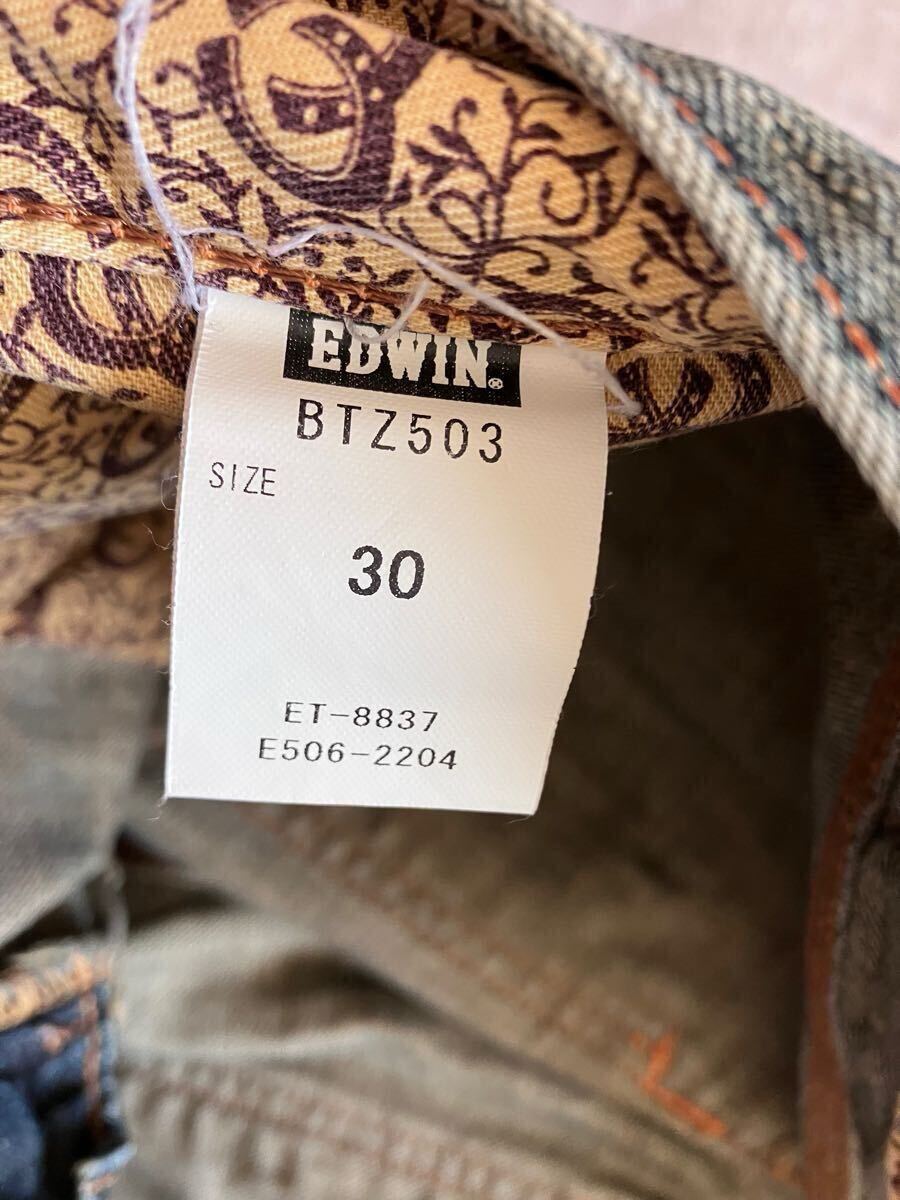 EDWIN®
BTZ503
SIZE
30
ET-8837
E506-2204